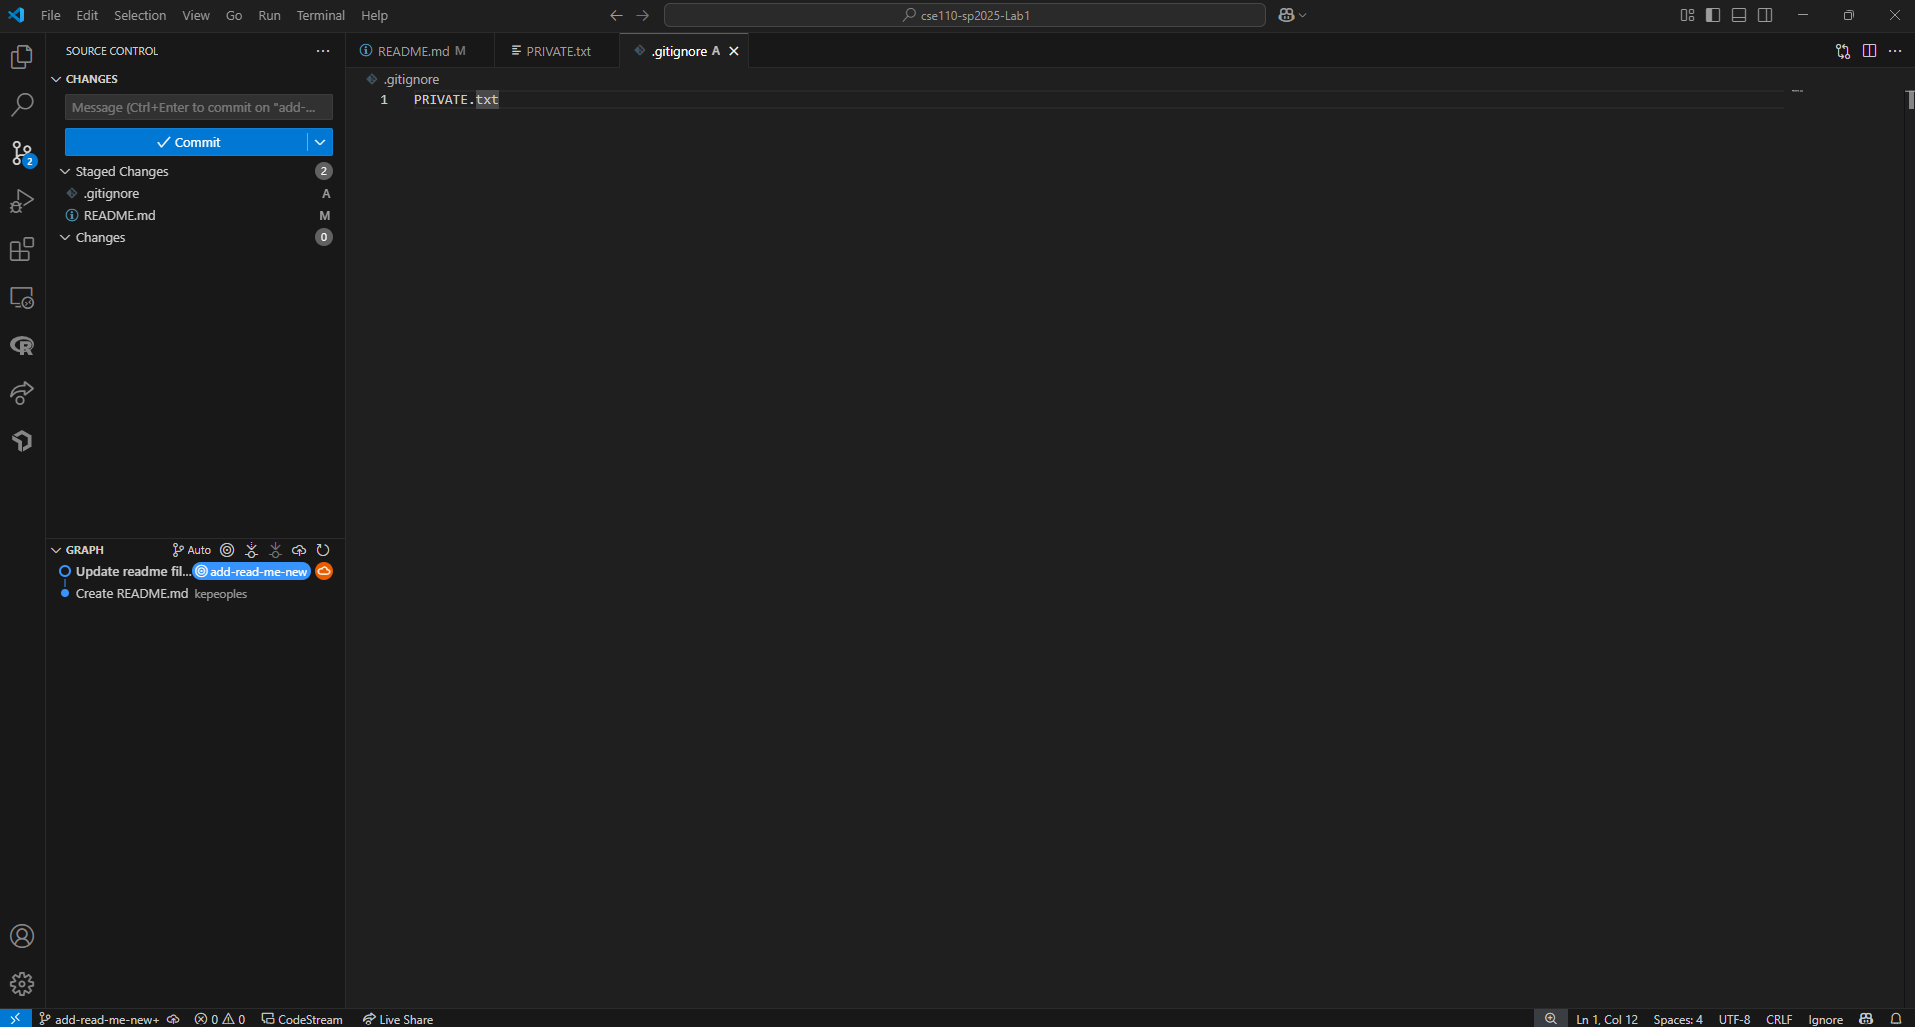 File Edit Selection View Go Run Terminal Help
cse110-sp2025-Lab1
SOURCE CONTROL
README.md M
PRIVATE.txt
.gitignore A
CHANGES
.gitignore
Message (Ctrl+Enter to commit on "add-...
1 PRIVATE.txt
Commit
Staged Changes 2
.gitignore A
README.md M
Changes 0
2
GRAPH Auto
Update readme fil... add-read-me-new
Create README.md kepeoples
add-read-me-new+ 0 0 CodeStream Live Share
Ln 1, Col 12 Spaces: 4 UTF-8 CRLF Ignore